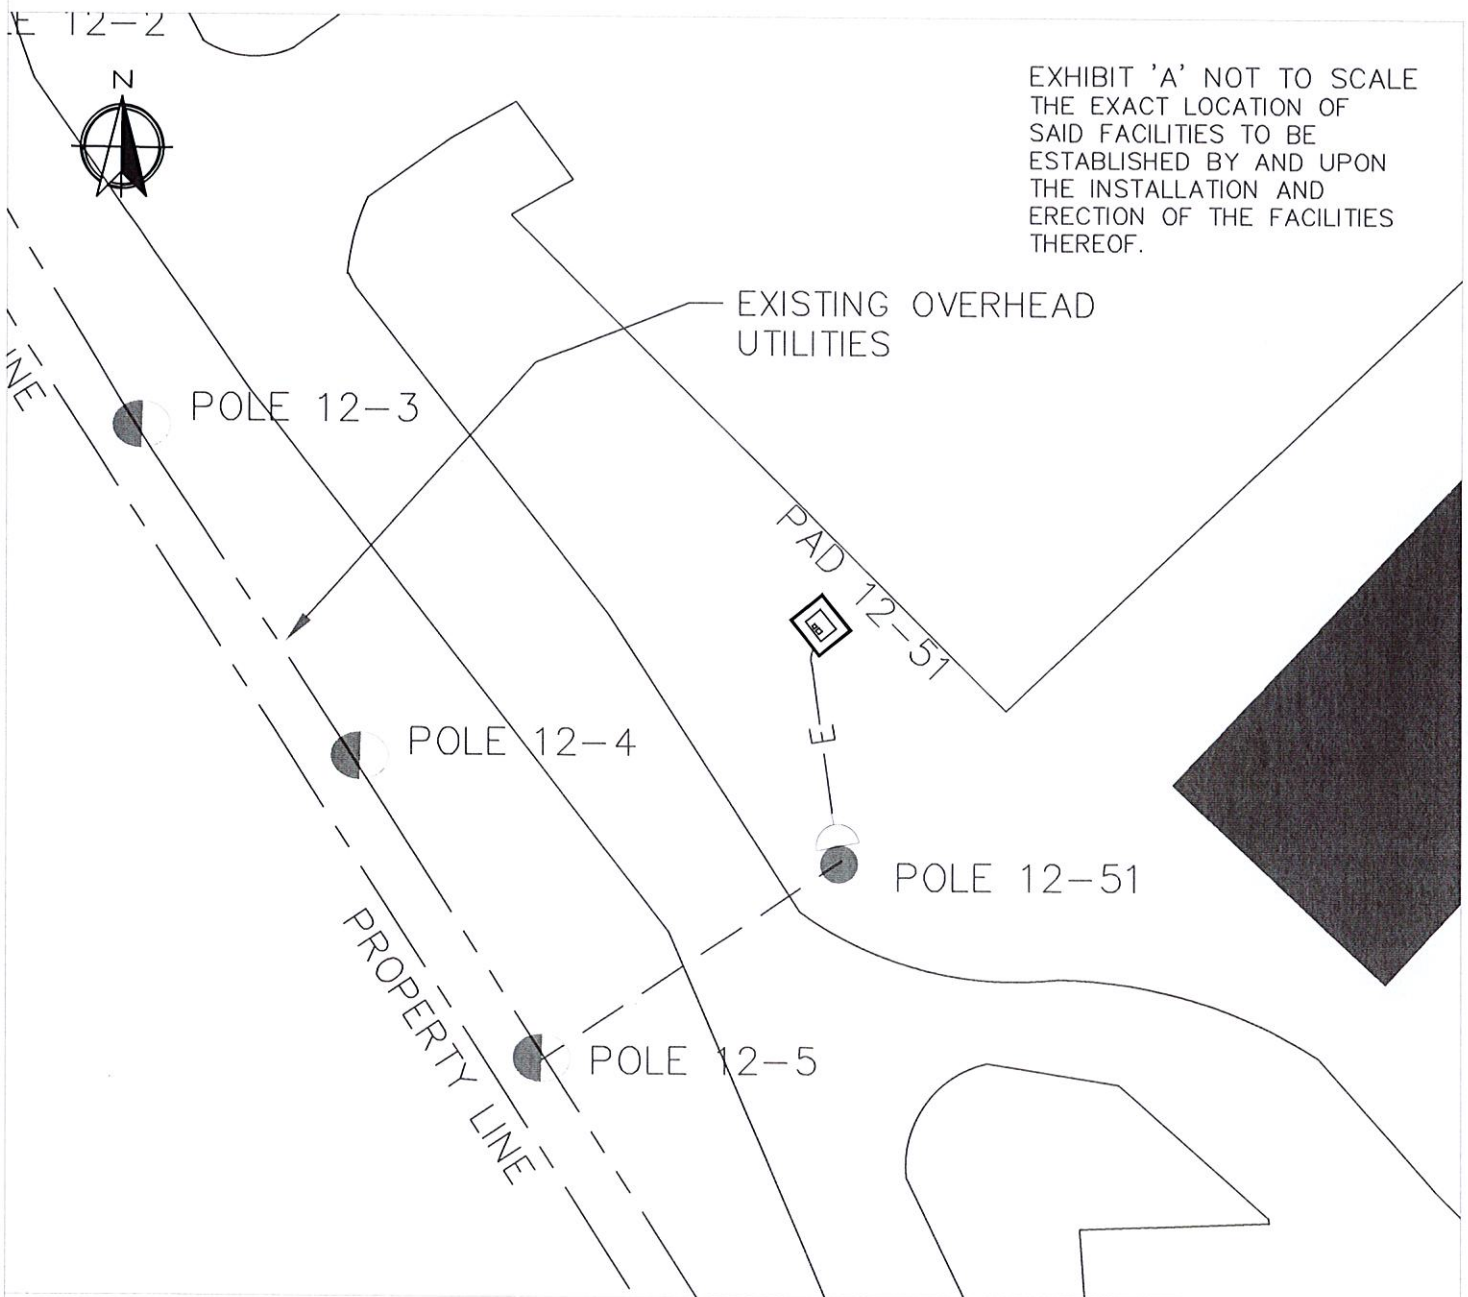 12-2
N
EXHIBIT 'A' NOT TO SCALE
THE EXACT LOCATION OF
SAID FACILITIES TO BE
ESTABLISHED BY AND UPON
THE INSTALLATION AND
ERECTION OF THE FACILITIES
THEREOF.
EXISTING OVERHEAD
UTILITIES
POLE 12-3
PAD 12-51
POLE 12-4
E
POLE 12-51
PROPERTY LINE
POLE 12-5